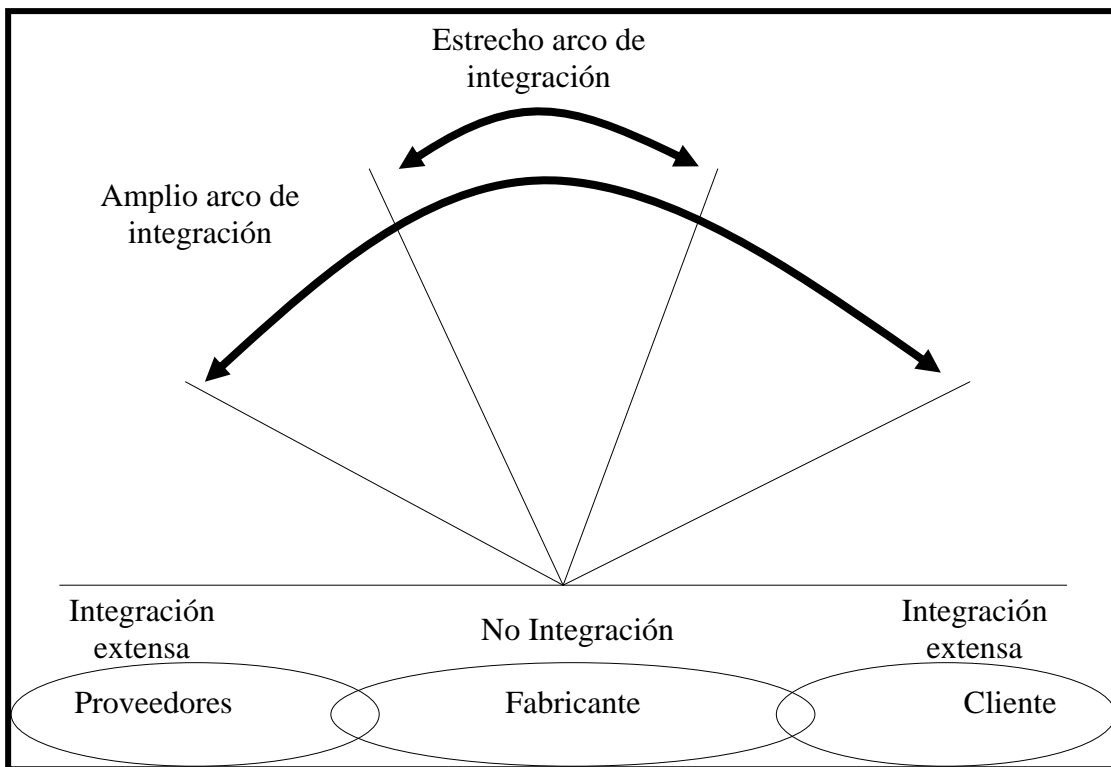 Estrecho arco de
integración
Amplio arco de
integración
Integración
extensa
No Integración
Integración
extensa
Proveedores
Fabricante
Cliente